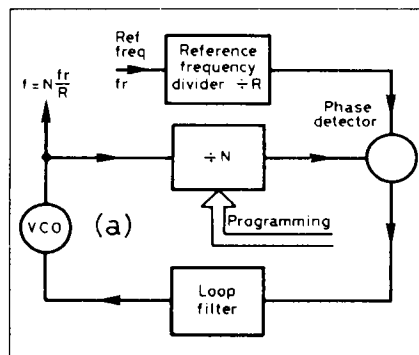 Ref
freq
fr
Reference
frequency
divider ÷R
f = N fr/R
Phase
detector
÷N
Programming
VCO
(a)
Loop
filter